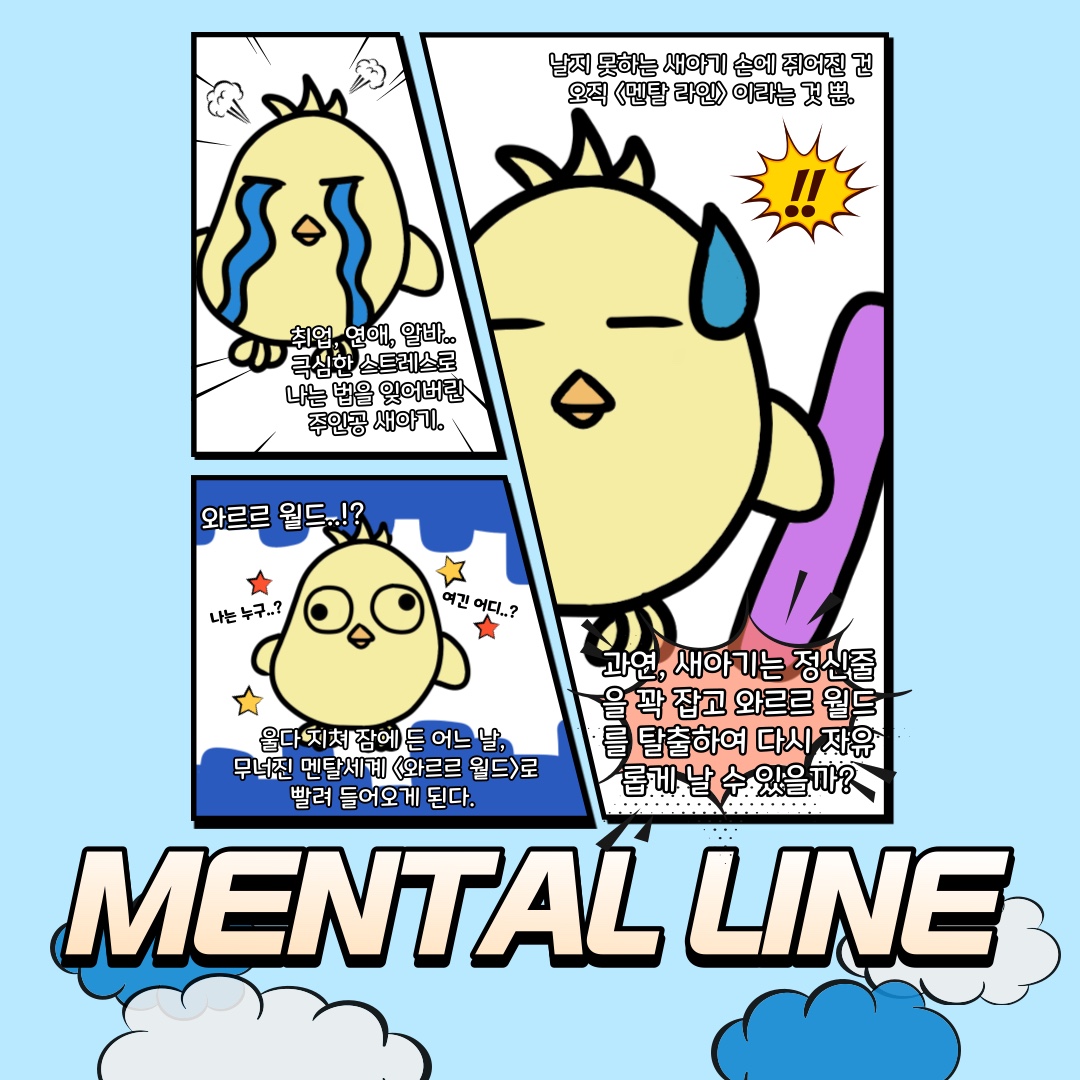 취업, 연애, 알바..
극심한 스트레스로
나는 법을 잊어버린
주인공 새아기.
와르르 월드..!?
나는 누구..?
여긴 어디..?
울다 지쳐 잠에 든 어느 날,
무너진 멘탈세계 <와르르 월드>로
빨려 들어오게 된다.
날지 못하는 새아기 손에 쥐어진 건
오직 <멘탈 라인> 이라는 것 뿐.
!!
과연, 새아기는 정신줄
을 꽉 잡고 와르르 월드
를 탈출하여 다시 자유
롭게 날 수 있을까?
MENTAL LINE